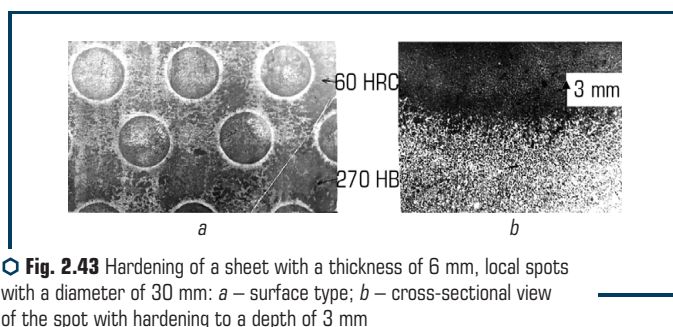 60 HRC
3 mm
270 HB
a
b
Fig. 2.43 Hardening of a sheet with a thickness of 6 mm, local spots
with a diameter of 30 mm: a – surface type; b – cross-sectional view
of the spot with hardening to a depth of 3 mm